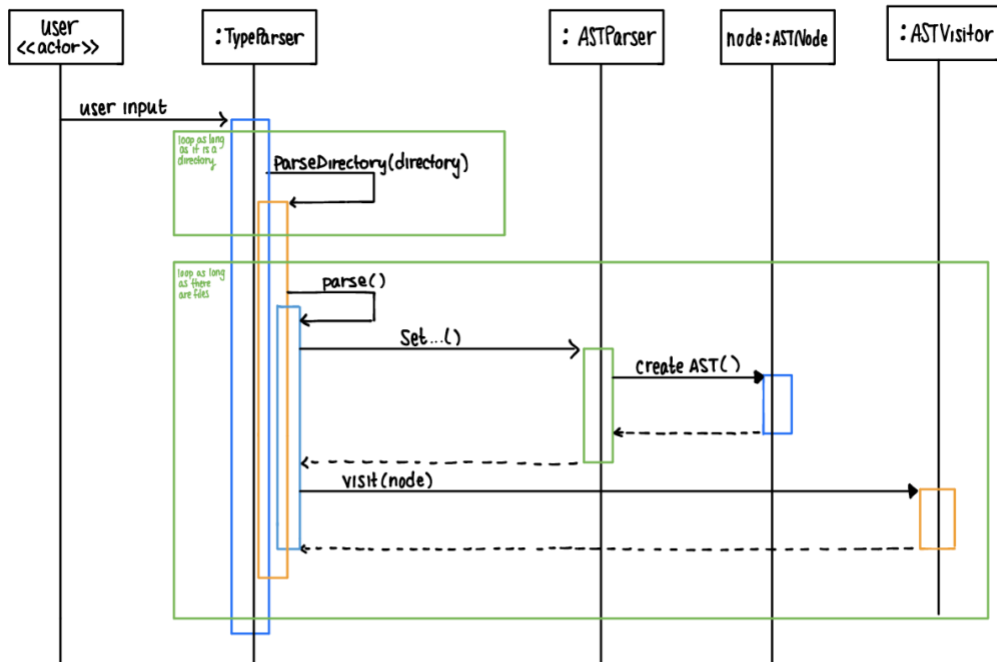 user
<<actor>>
:TypeParser
: ASTParser
node:ASTNode
:ASTVisitor
user input
loop as long
as it is a
directory
ParseDirectory(directory)
loop as long
as there
are files
parse()
Set...()
create AST()
visit(node)